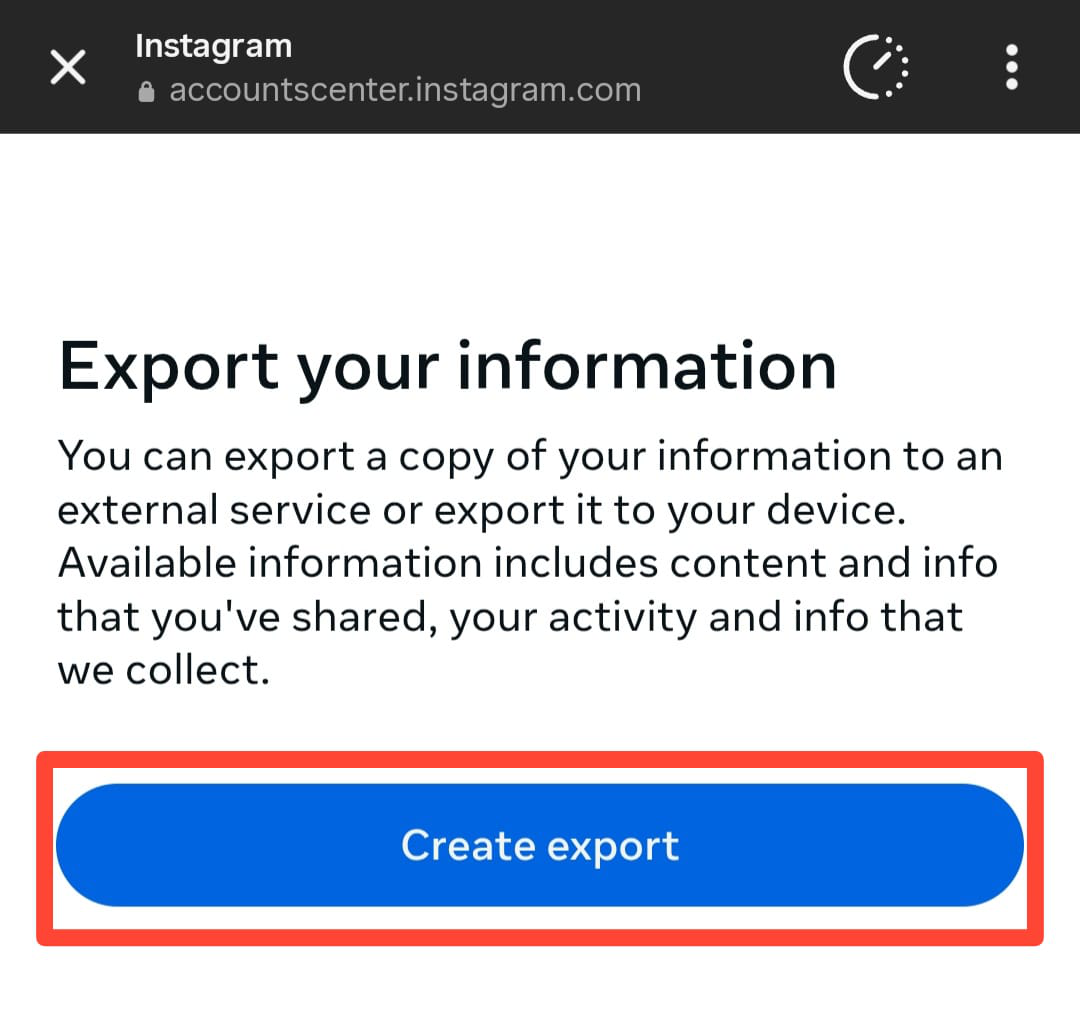 Instagram
accountscenter.instagram.com
Export your information
You can export a copy of your information to an
external service or export it to your device.
Available information includes content and info
that you've shared, your activity and info that
we collect.
Create export